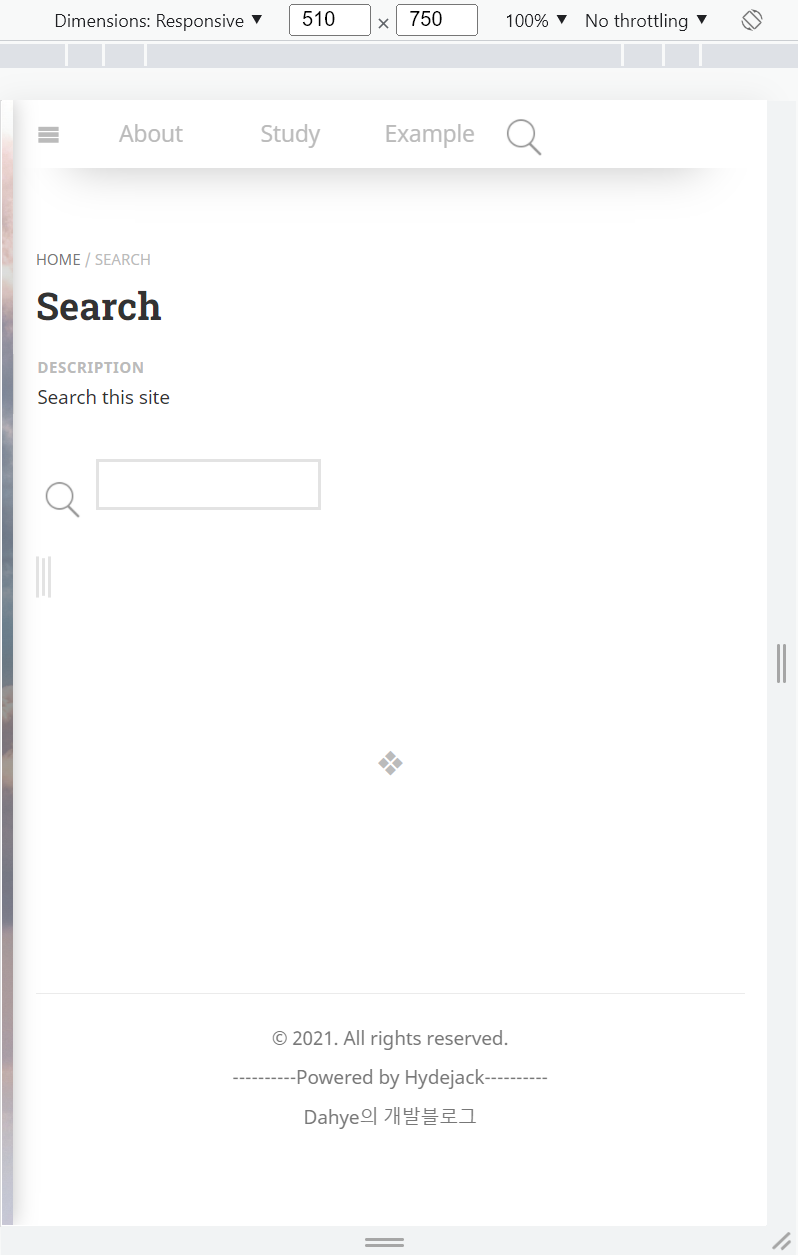 Dimensions: Responsive ▼ 510 × 750 100% ▼ No throttling ▼
About Study Example
HOME / SEARCH
Search
DESCRIPTION
Search this site
© 2021. All rights reserved.
----------Powered by Hydejack----------
Dahye의 개발블로그